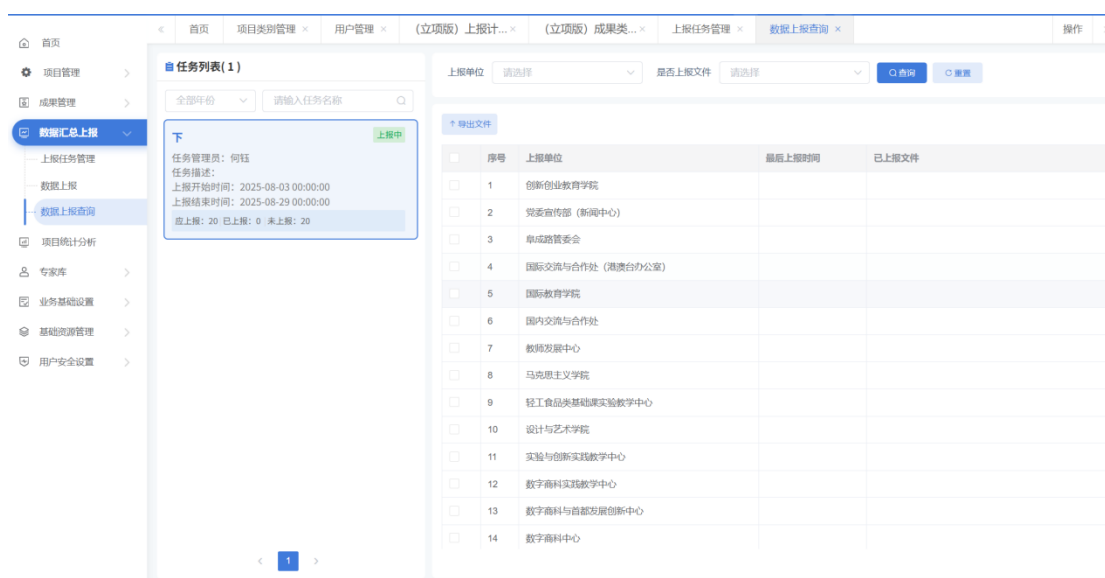 首页
项目管理
成果管理
数据汇总上报
上报任务管理
数据上报
数据上报查询
项目统计分析
专家库
业务基础设置
基础资源管理
用户安全设置
« 首页 项目类别管理 × 用户管理 × （立项版）上报计...× （立项版）成果类...× 上报任务管理 × 数据上报查询 × 操作
任务列表( 1 )
全部年份 请输入任务名称
下 上报中
任务管理员：何钰
任务描述：
上报开始时间：2025-08-03 00:00:00
上报结束时间：2025-08-29 00:00:00
应上报：20 已上报：0 未上报：20
< 1 >
上报单位 请选择 是否上报文件 请选择 查询 重置
导出文件
序号 上报单位 最后上报时间 已上报文件
1 创新创业教育学院
2 党委宣传部（新闻中心）
3 阜成路管委会
4 国际交流与合作处（港澳台办公室）
5 国际教育学院
6 国内交流与合作处
7 教师发展中心
8 马克思主义学院
9 轻工食品类基础课实验教学中心
10 设计与艺术学院
11 实验与创新实践教学中心
12 数字商科实践教学中心
13 数字商科与首都发展创新中心
14 数字商科中心